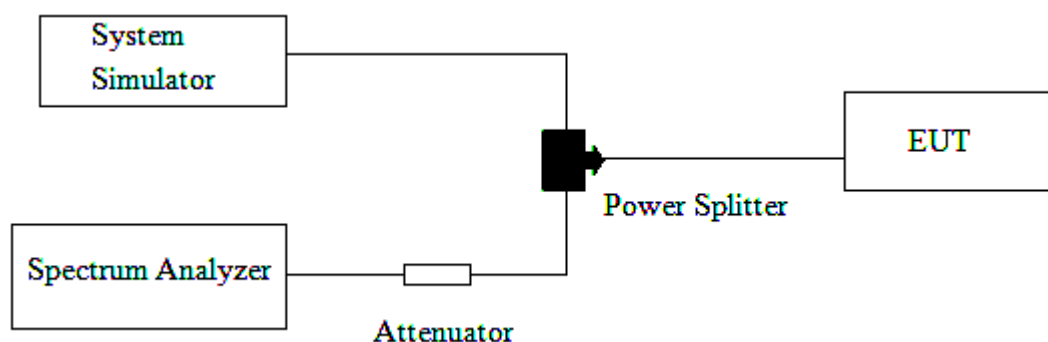 System
Simulator
EUT
Power Splitter
Spectrum Analyzer
Attenuator